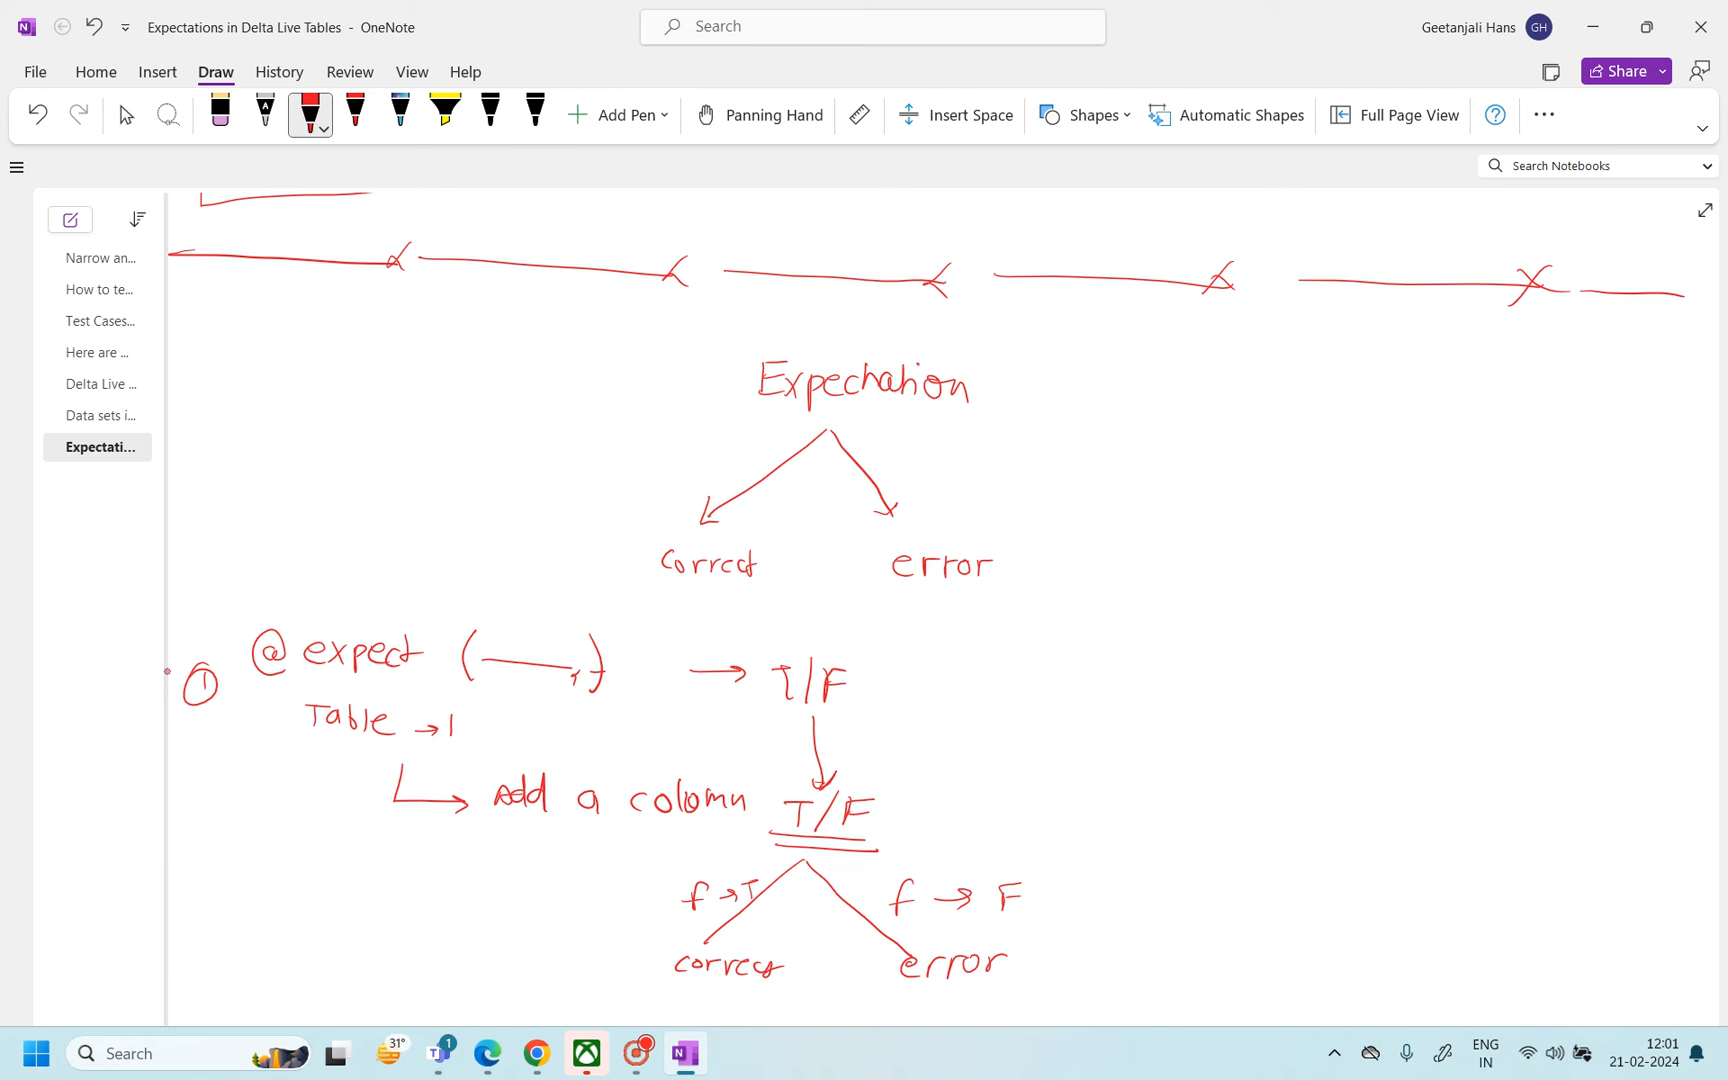 Expectations in Delta Live Tables - OneNote
Search
Geetanjali Hans GH
File Home Insert Draw History Review View Help
Share
Add Pen
Panning Hand
Insert Space
Shapes
Automatic Shapes
Full Page View
Search Notebooks
Narrow an...
How to te...
Test Cases...
Here are ...
Delta Live ...
Data sets i...
Expectati...
Expectation
correct error
① @ expect ( , ) → T/F
Table → 1
Add a column T/F
f → T f → F
correct error
Search
31°
1
ENG
IN
12:01
21-02-2024